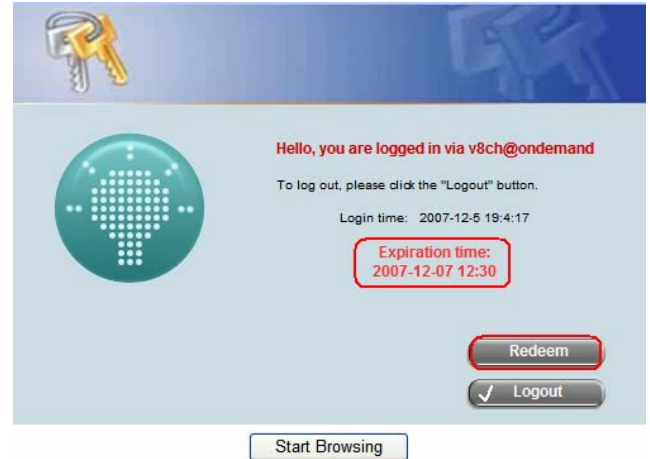 Hello, you are logged in via v8ch@ondemand
To log out, please click the "Logout" button.
Login time: 2007-12-5 19:4:17
Expiration time:
2007-12-07 12:30
Redeem
Logout
Start Browsing